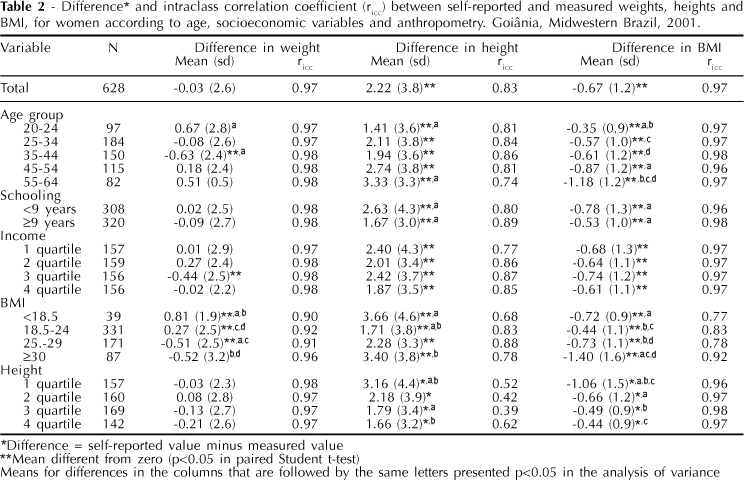 Table 2 - Difference* and intraclass correlation coefficient (ricc) between self-reported and measured weights, heights and
BMI, for women according to age, socioeconomic variables and anthropometry. Goiânia, Midwestern Brazil, 2001.
Variable N Difference in weight Difference in height Difference in BMI
Mean (sd) ricc Mean (sd) ricc Mean (sd) ricc
Total 628 -0.03 (2.6) 0.97 2.22 (3.8)** 0.83 -0.67 (1.2)** 0.97
Age group
20-24 97 0.67 (2.8)a 0.97 1.41 (3.6)**,a 0.81 -0.35 (0.9)**,a,b 0.97
25-34 184 -0.08 (2.6) 0.97 2.11 (3.8)** 0.84 -0.57 (1.0)**,c 0.97
35-44 150 -0.63 (2.4)**,a 0.98 1.94 (3.6)** 0.86 -0.61 (1.2)**,d 0.98
45-54 115 0.18 (2.4) 0.98 2.74 (3.8)** 0.81 -0.87 (1.2)**,a 0.96
55-64 82 0.51 (0.5) 0.98 3.33 (3.3)**,a 0.74 -1.18 (1.2)**,b,c,d 0.97
Schooling
<9 years 308 0.02 (2.5) 0.98 2.63 (4.3)**,a 0.80 -0.78 (1.3)**,a 0.96
≥9 years 320 -0.09 (2.7) 0.97 1.67 (3.0)**,a 0.89 -0.53 (1.0)**,a 0.98
Income
1 quartile 157 0.01 (2.9) 0.97 2.40 (4.3)** 0.77 -0.68 (1.3)** 0.97
2 quartile 159 0.27 (2.4) 0.98 2.01 (3.4)** 0.86 -0.64 (1.1)** 0.97
3 quartile 156 -0.44 (2.5)** 0.98 2.42 (3.7)** 0.87 -0.74 (1.2)** 0.97
4 quartile 156 -0.02 (2.2) 0.98 1.87 (3.5)** 0.85 -0.61 (1.1)** 0.97
BMI
<18.5 39 0.81 (1.9)**,a,b 0.90 3.66 (4.6)**,a 0.68 -0.72 (0.9)**,a 0.77
18.5-24 331 0.27 (2.5)**,c,d 0.92 1.71 (3.8)**,a,b 0.83 -0.44 (1.1)**,b,c 0.83
25.-29 171 -0.51 (2.5)**,a,c 0.91 2.28 (3.3)** 0.88 -0.73 (1.1)**,b,d 0.78
≥30 87 -0.52 (3.2)b,d 0.96 3.40 (3.8)**,b 0.78 -1.40 (1.6)**,a,c,d 0.92
Height
1 quartile 157 -0.03 (2.3) 0.98 3.16 (4.4)*,a,b 0.52 -1.06 (1.5)*,a,b,c 0.96
2 quartile 160 0.08 (2.8) 0.97 2.18 (3.9)* 0.42 -0.66 (1.2)*,a 0.97
3 quartile 169 -0.13 (2.7) 0.97 1.79 (3.4)*,a 0.39 -0.49 (0.9)*,b 0.98
4 quartile 142 -0.21 (2.6) 0.97 1.66 (3.2)*,b 0.62 -0.44 (0.9)*,c 0.97
*Difference = self-reported value minus measured value
**Mean different from zero (p<0.05 in paired Student t-test)
Means for differences in the columns that are followed by the same letters presented p<0.05 in the analysis of variance